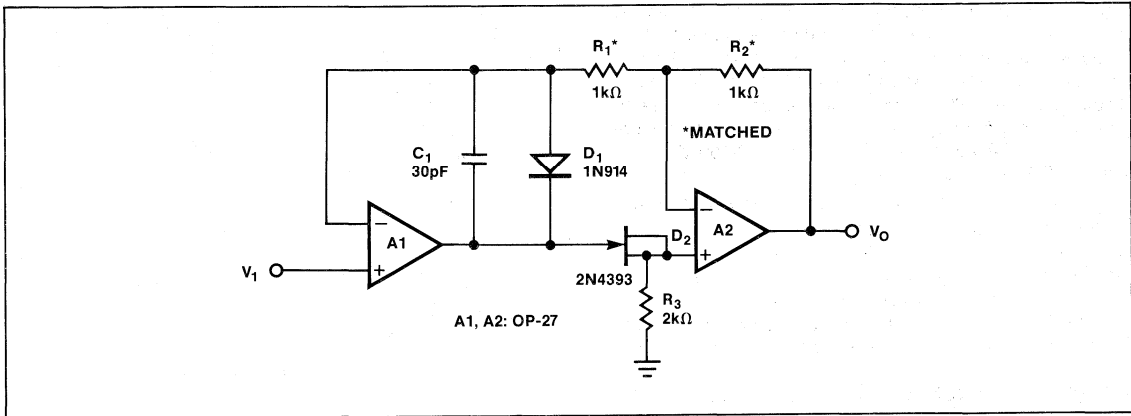 R1*
1kΩ
R2*
1kΩ
*MATCHED
C1
30pF
D1
1N914
−
A1
+
V1
D2
−
A2
+
VO
2N4393
R3
2kΩ
A1, A2: OP-27